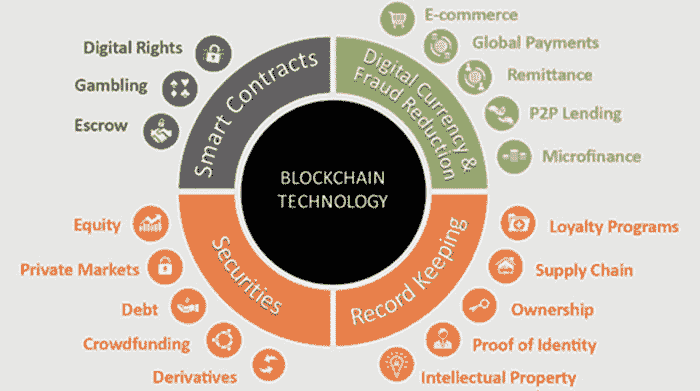 BLOCKCHAIN
TECHNOLOGY
Smart Contracts
Digital Rights
Gambling
Escrow
Digital Currency &
Fraud Reduction
E-commerce
Global Payments
Remittance
P2P Lending
Microfinance
Securities
Equity
Private Markets
Debt
Crowdfunding
Derivatives
Record Keeping
Loyalty Programs
Supply Chain
Ownership
Proof of Identity
Intellectual Property